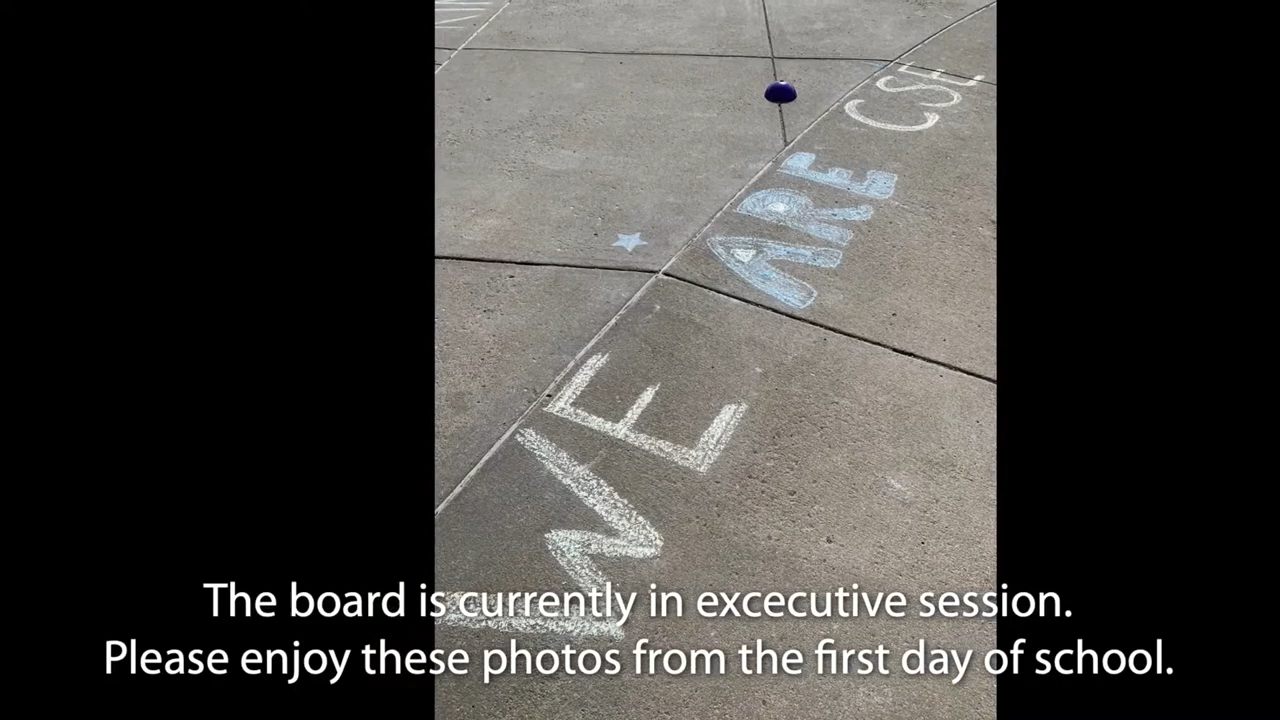 WE ARE CSE
The board is currently in excecutive session.
Please enjoy these photos from the first day of school.